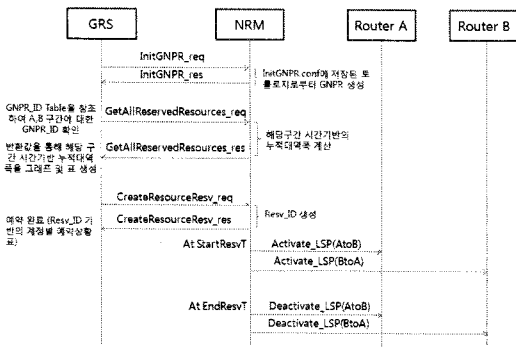 GRS
NRM
Router A
Router B
InitGNPR_req
InitGNPR_res
InitGNPR.conf에 저장된 토
폴로지로부터 GNPR 생성
GNPR_ID Table을 참조
하여 A,B 구간에 대한
GNPR_ID 확인
GetAllReservedResources_req
해당구간 시간기반의
누적대역폭 계산
반환값을 통해 해당 구
간 시간기반 누적대역
폭을 그래프 및 표 생성
GetAllReservedResources_res
CreateResourceResv_req
Resv_ID 생성
CreateResourceResv_res
예약 완료 (Resv_ID 기
반의 계정별 예약상황
표)
At StartResvT
Activate_LSP(AtoB)
Activate_LSP(BtoA)
At EndResvT
Deactivate_LSP(AtoB)
Deactivate_LSP(BtoA)